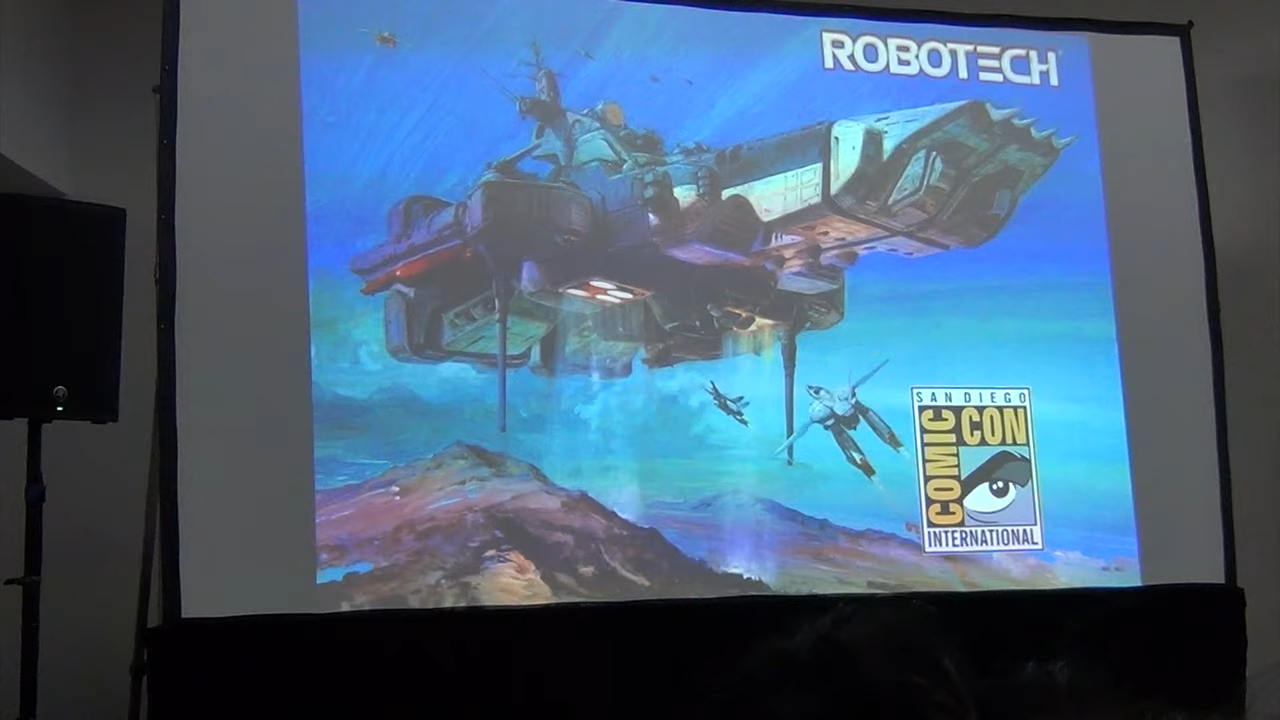 ROBOTECH
SAN DIEGO
COMIC
CON
INTERNATIONAL